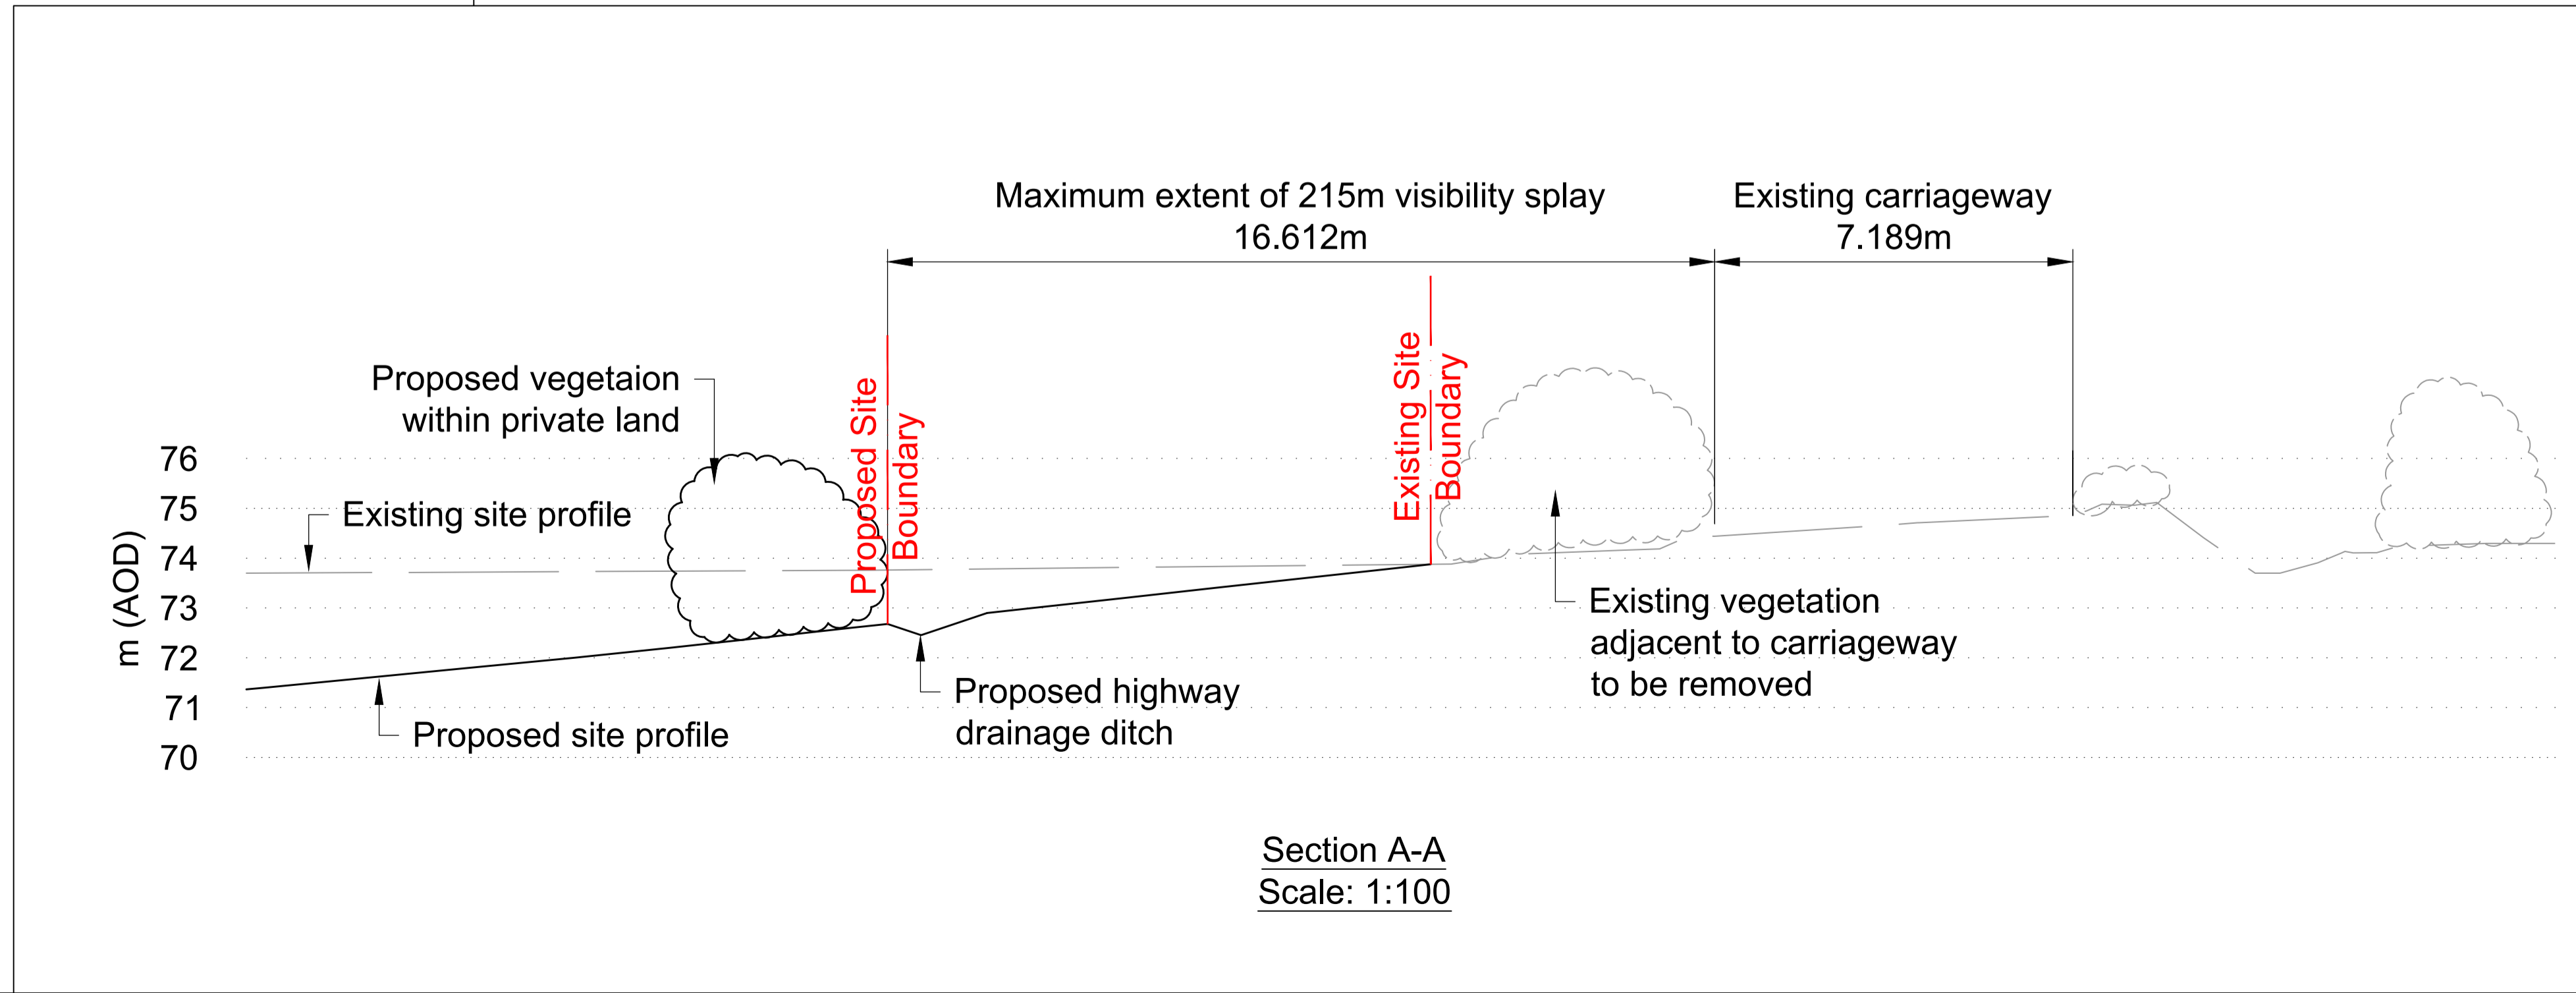 Maximum extent of 215m visibility splay
16.612m
Existing carriageway
7.189m
Proposed vegetaion
within private land
Proposed Site
Boundary
Existing Site
Boundary
76
75
74
73
72
71
70
m (AOD)
Existing site profile
Existing vegetation
adjacent to carriageway
to be removed
Proposed highway
drainage ditch
Proposed site profile
Section A-A
Scale: 1:100